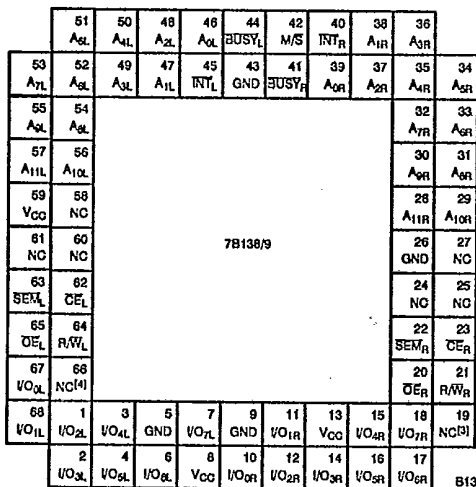 51 50 48 46 44 42 40 38 36
A5L A4L A2L A0L BUSYL M/S INTR A1R A3R
53 52 49 47 45 43 41 39 37 35 34
A7L A6L A3L A1L INTL GND BUSYR A0R A2R A4R A5R
55 54 32 33
A9L A8L A7R A6R
57 56 30 31
A11L A10L A9R A8R
59 58 28 29
VCC NC A11R A10R
61 60 7B138/9 26 27
NC NC GND NC
63 62 24 25
SEML CEL NC NC
65 64 22 23
OEL R/WL SEMR CER
67 66 20 21
I/O0L NC[4] OER R/WR
68 1 3 5 7 9 11 13 15 18 19
I/O1L I/O2L I/O4L GND I/O7L GND I/O1R VCC I/O4R I/O7R NC[3]
2 4 6 8 10 12 14 16 17
I/O3L I/O5L I/O6L VCC I/O0R I/O2R I/O3R I/O5R I/O6R
B13